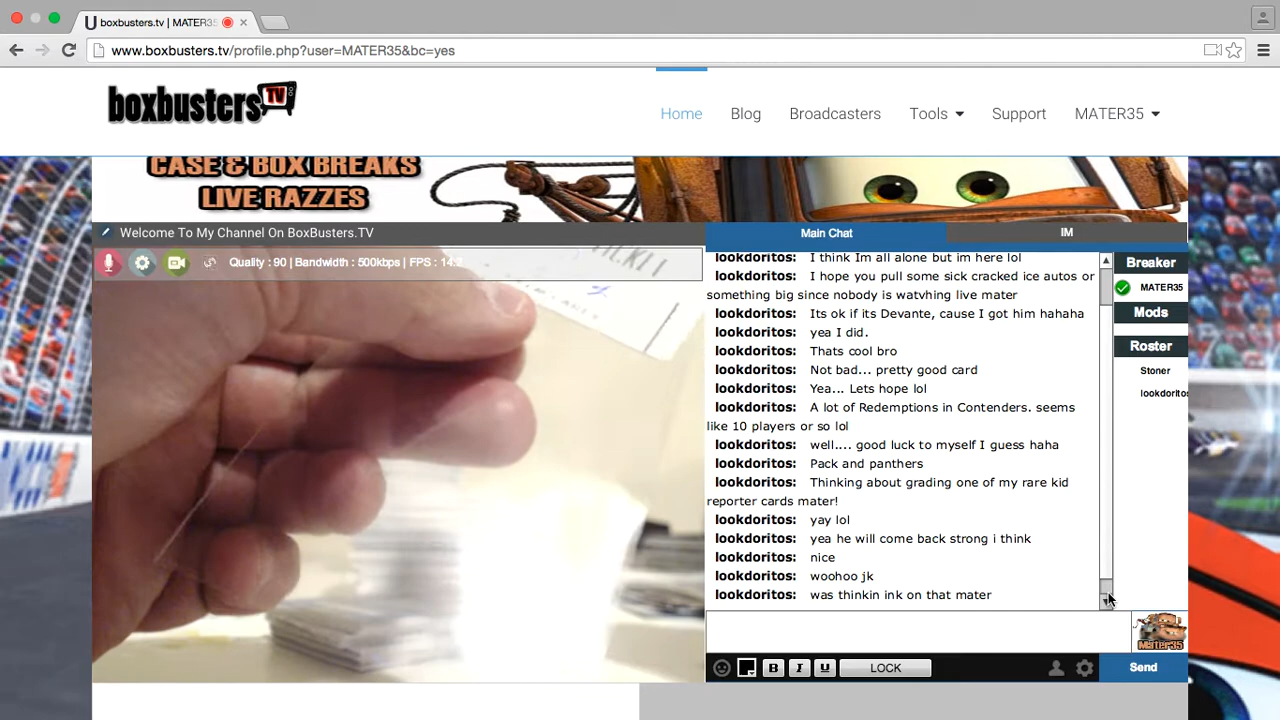 boxbusters.tv | MATER35
www.boxbusters.tv/profile.php?user=MATER35&bc=yes
boxbusters TV
Home Blog Broadcasters Tools Support MATER35
CASE & BOX BREAKS
LIVE RAZZES
Welcome To My Channel On BoxBusters.TV
Main Chat IM
Quality : 90 | Bandwidth : 500kbps | FPS : 14.2
lookdoritos: I think Im all alone but im here lol
lookdoritos: I hope you pull some sick cracked ice autos or
something big since nobody is watvhing live mater
lookdoritos: Its ok if its Devante, cause I got him hahaha
lookdoritos: yea I did.
lookdoritos: Thats cool bro
lookdoritos: Not bad... pretty good card
lookdoritos: Yea... Lets hope lol
lookdoritos: A lot of Redemptions in Contenders. seems
like 10 players or so lol
lookdoritos: well.... good luck to myself I guess haha
lookdoritos: Pack and panthers
lookdoritos: Thinking about grading one of my rare kid
reporter cards mater!
lookdoritos: yay lol
lookdoritos: yea he will come back strong i think
lookdoritos: nice
lookdoritos: woohoo jk
lookdoritos: was thinkin ink on that mater
Breaker
MATER35
Mods
Roster
Stoner
lookdoritos
Mater35
B I U LOCK Send